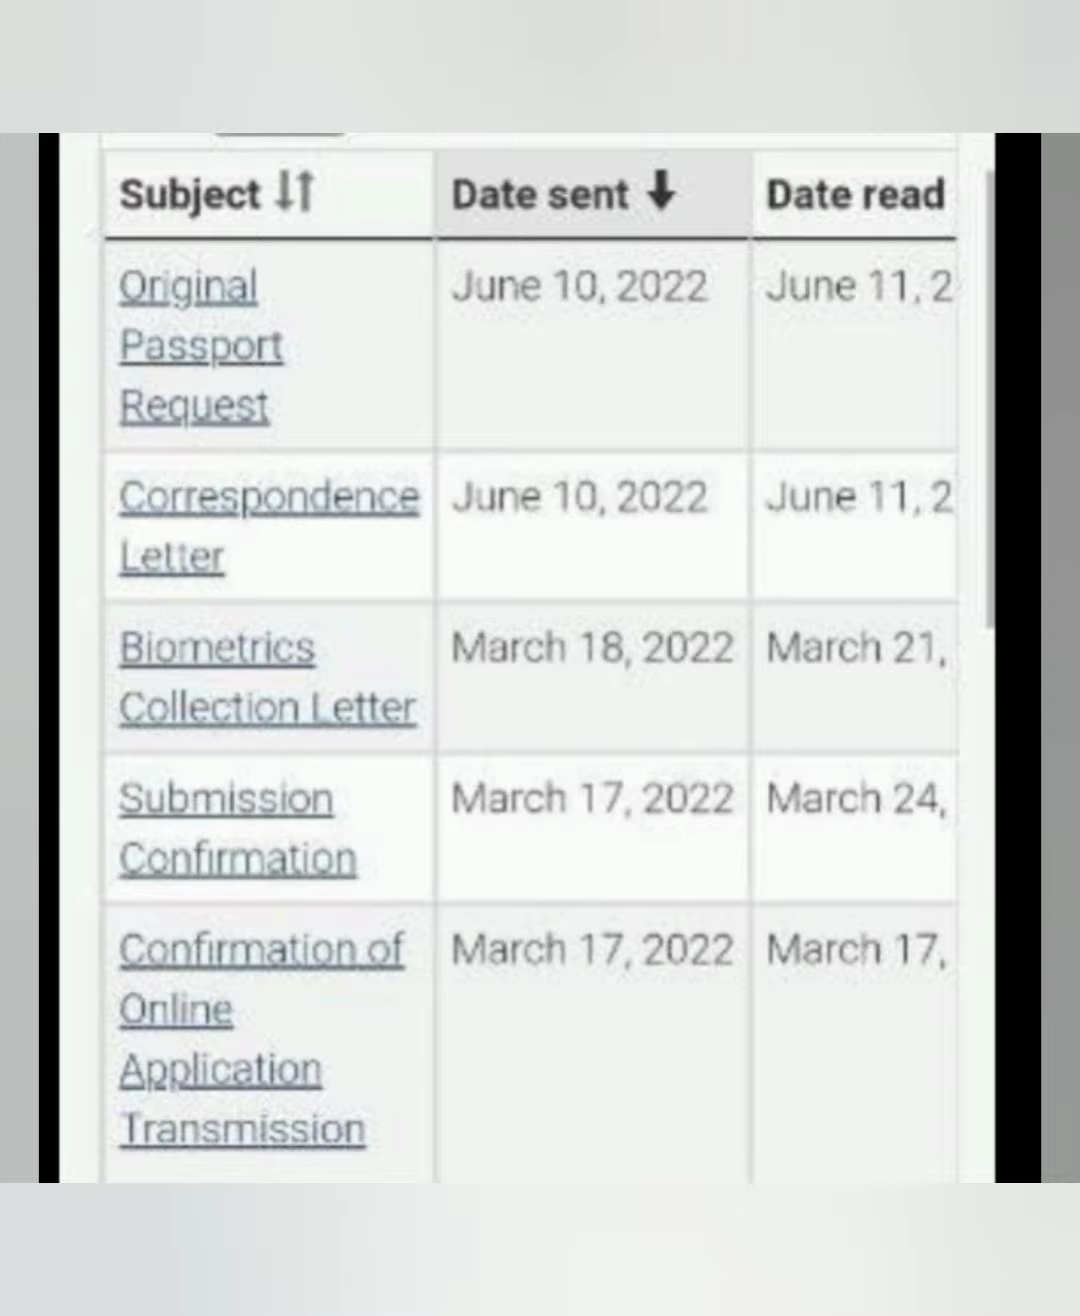 Subject Date sent Date read
Original June 10, 2022 June 11, 2
Passport
Request
Correspondence June 10, 2022 June 11, 2
Letter
Biometrics March 18, 2022 March 21,
Collection Letter
Submission March 17, 2022 March 24,
Confirmation
Confirmation of March 17, 2022 March 17,
Online
Application
Transmission